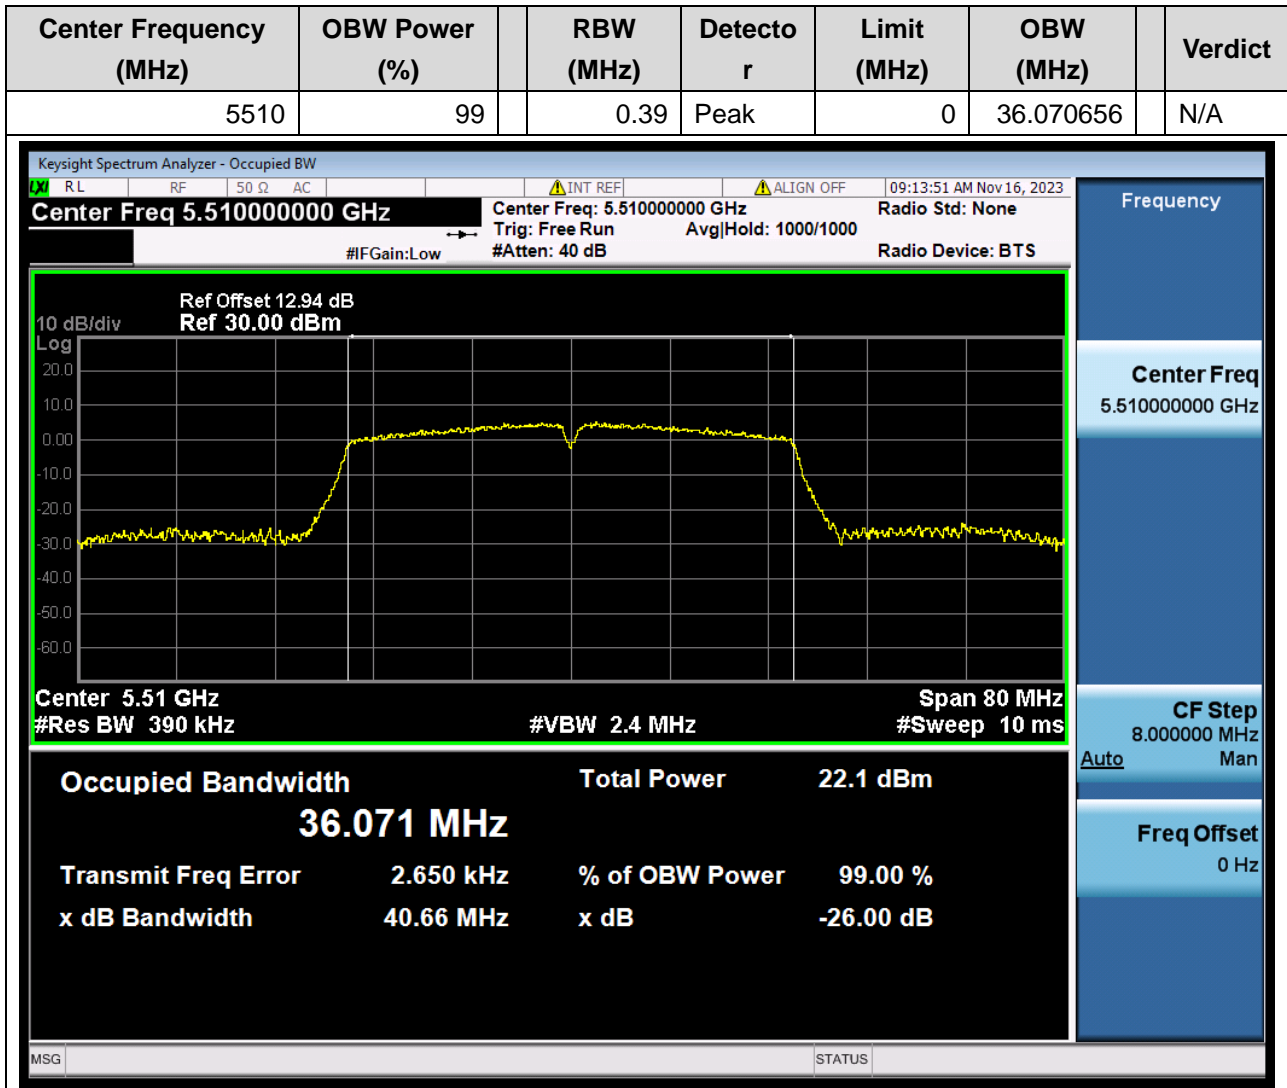 Center Frequency (MHz) OBW Power (%) RBW (MHz) Detecto r Limit (MHz) OBW (MHz) Verdict
5510 99 0.39 Peak 0 36.070656 N/A
Keysight Spectrum Analyzer - Occupied BW
LXI RL RF 50 Ω AC INT REF ALIGN OFF 09:13:51 AM Nov 16, 2023
Center Freq 5.510000000 GHz
Center Freq: 5.510000000 GHz Radio Std: None
Trig: Free Run Avg|Hold: 1000/1000
#IFGain:Low #Atten: 40 dB Radio Device: BTS
Ref Offset 12.94 dB
10 dB/div Ref 30.00 dBm
Log
20.0
10.0
0.00
-10.0
-20.0
-30.0
-40.0
-50.0
-60.0
Center 5.51 GHz Span 80 MHz
#Res BW 390 kHz #VBW 2.4 MHz #Sweep 10 ms
Occupied Bandwidth Total Power 22.1 dBm
36.071 MHz
Transmit Freq Error 2.650 kHz % of OBW Power 99.00 %
x dB Bandwidth 40.66 MHz x dB -26.00 dB
Frequency
Center Freq
5.510000000 GHz
CF Step
8.000000 MHz
Auto Man
Freq Offset
0 Hz
MSG STATUS